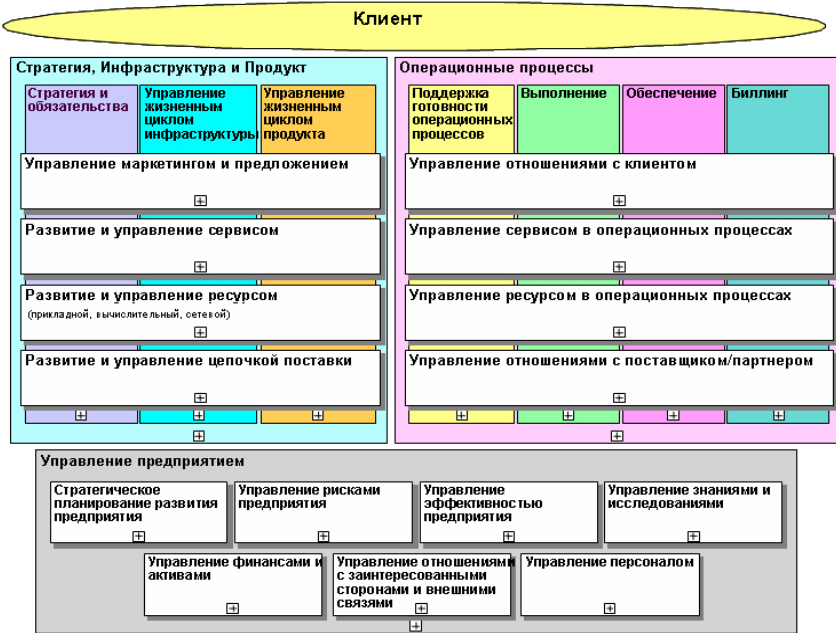 Клиент
Стратегия, Инфраструктура и Продукт
Стратегия и
обязательства
Управление
жизненным
циклом
инфраструктуры
Управление
жизненным
циклом
продукта
Управление маркетингом и предложением
Развитие и управление сервисом
Развитие и управление ресурсом
(прикладной, вычислительный, сетевой)
Развитие и управление цепочкой поставки
Операционные процессы
Поддержка
готовности
операционных
процессов
Выполнение
Обеспечение
Биллинг
Управление отношениями с клиентом
Управление сервисом в операционных процессах
Управление ресурсом в операционных процессах
Управление отношениями с поставщиком/партнером
Управление предприятием
Стратегическое
планирование развития
предприятия
Управление рисками
предприятия
Управление
эффективностью
предприятия
Управление знаниями и
исследованиями
Управление финансами и
активами
Управление отношениями
с заинтересованными
сторонами и внешними
связями
Управление персоналом